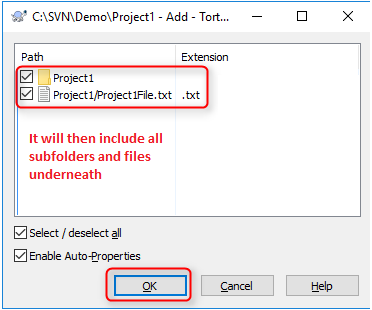 C:\SVN\Demo\Project1 - Add - Tort...
Path Extension
Project1
Project1/Project1File.txt .txt
It will then include all
subfolders and files
underneath
Select / deselect all
Enable Auto-Properties
OK Cancel Help